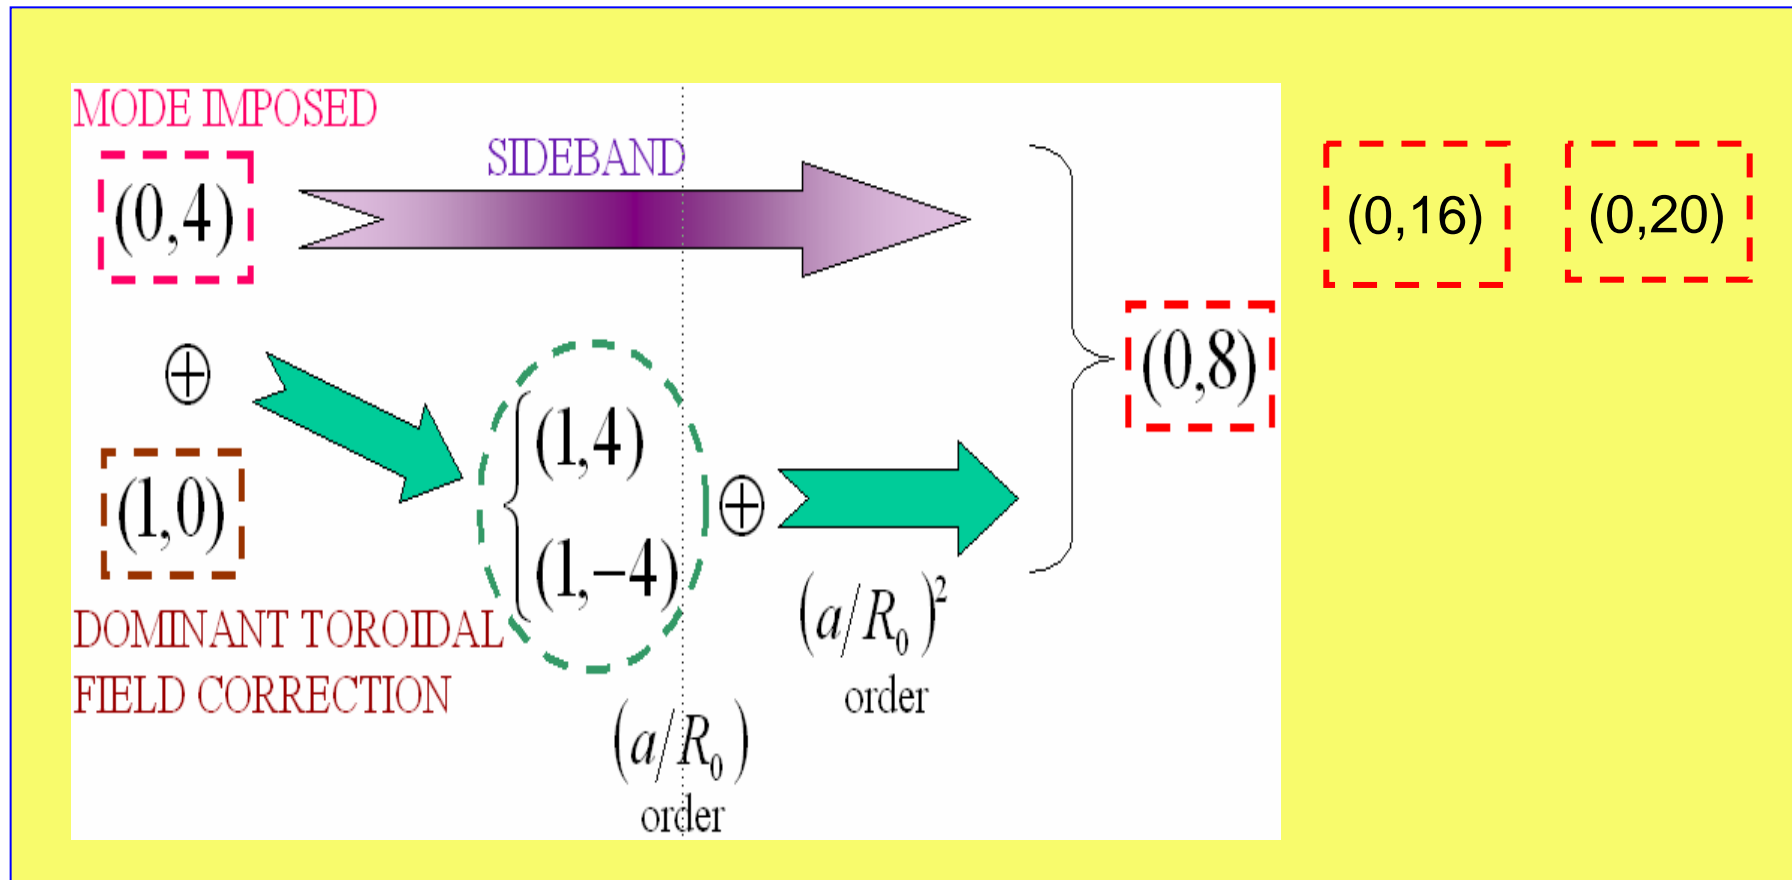 MODE IMPOSED
SIDEBAND
(0,4)
(0,16)
(0,20)
⊕
(0,8)
(1,4)
(1,0)
⊕
(1,−4)
(a/R₀)²
order
DOMINANT TOROIDAL
FIELD CORRECTION
(a/R₀)
order